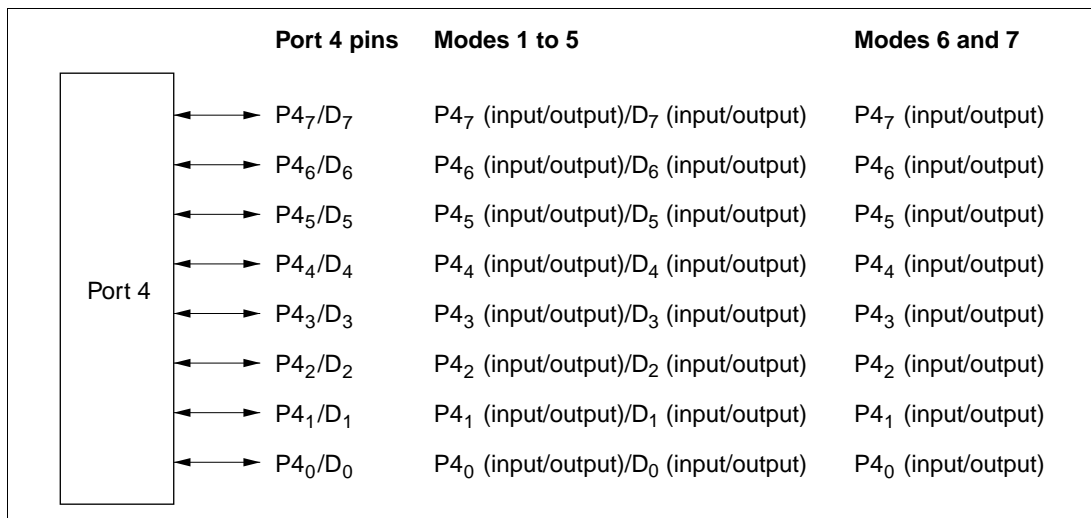 Port 4 pins Modes 1 to 5 Modes 6 and 7
P4₇/D₇ P4₇ (input/output)/D₇ (input/output) P4₇ (input/output)
P4₆/D₆ P4₆ (input/output)/D₆ (input/output) P4₆ (input/output)
P4₅/D₅ P4₅ (input/output)/D₅ (input/output) P4₅ (input/output)
P4₄/D₄ P4₄ (input/output)/D₄ (input/output) P4₄ (input/output)
Port 4
P4₃/D₃ P4₃ (input/output)/D₃ (input/output) P4₃ (input/output)
P4₂/D₂ P4₂ (input/output)/D₂ (input/output) P4₂ (input/output)
P4₁/D₁ P4₁ (input/output)/D₁ (input/output) P4₁ (input/output)
P4₀/D₀ P4₀ (input/output)/D₀ (input/output) P4₀ (input/output)